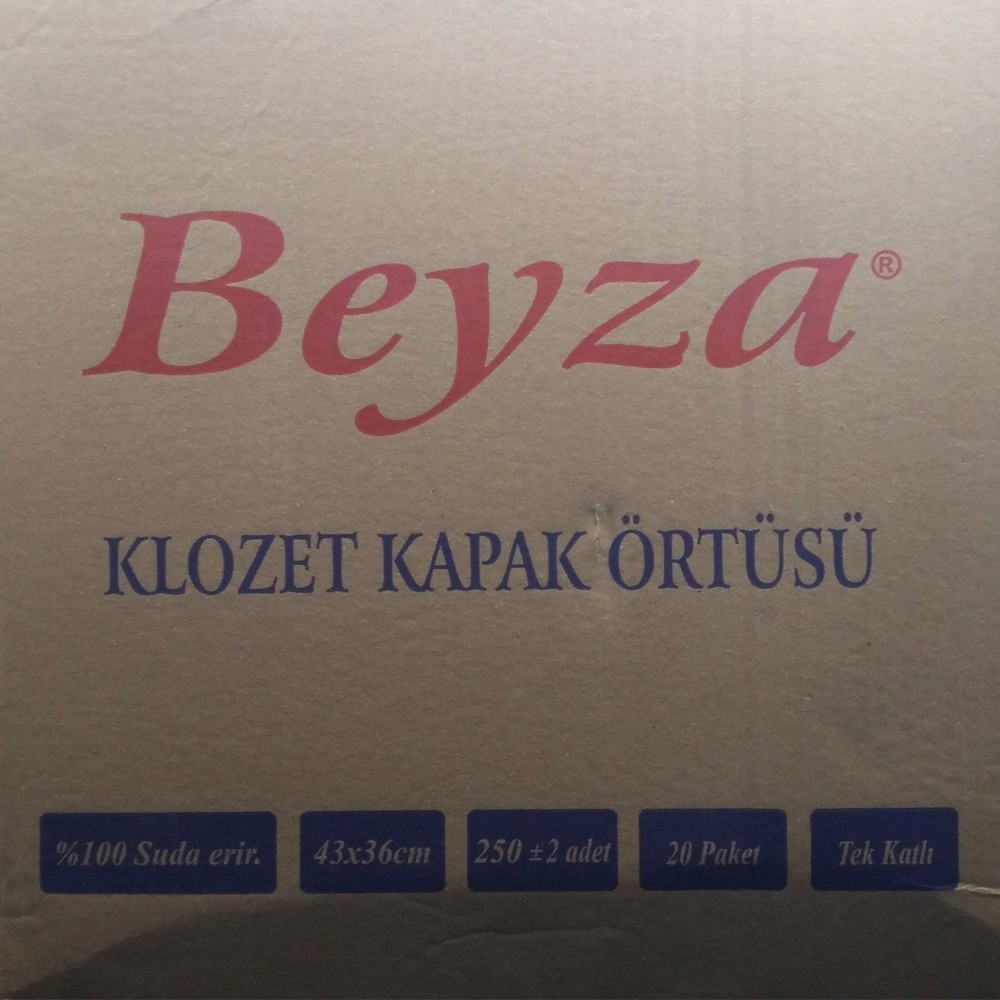 Beyza®
KLOZET KAPAK ÖRTÜSÜ
%100 Suda erir. 43x36cm 250 ±2 adet 20 Paket Tek Katlı